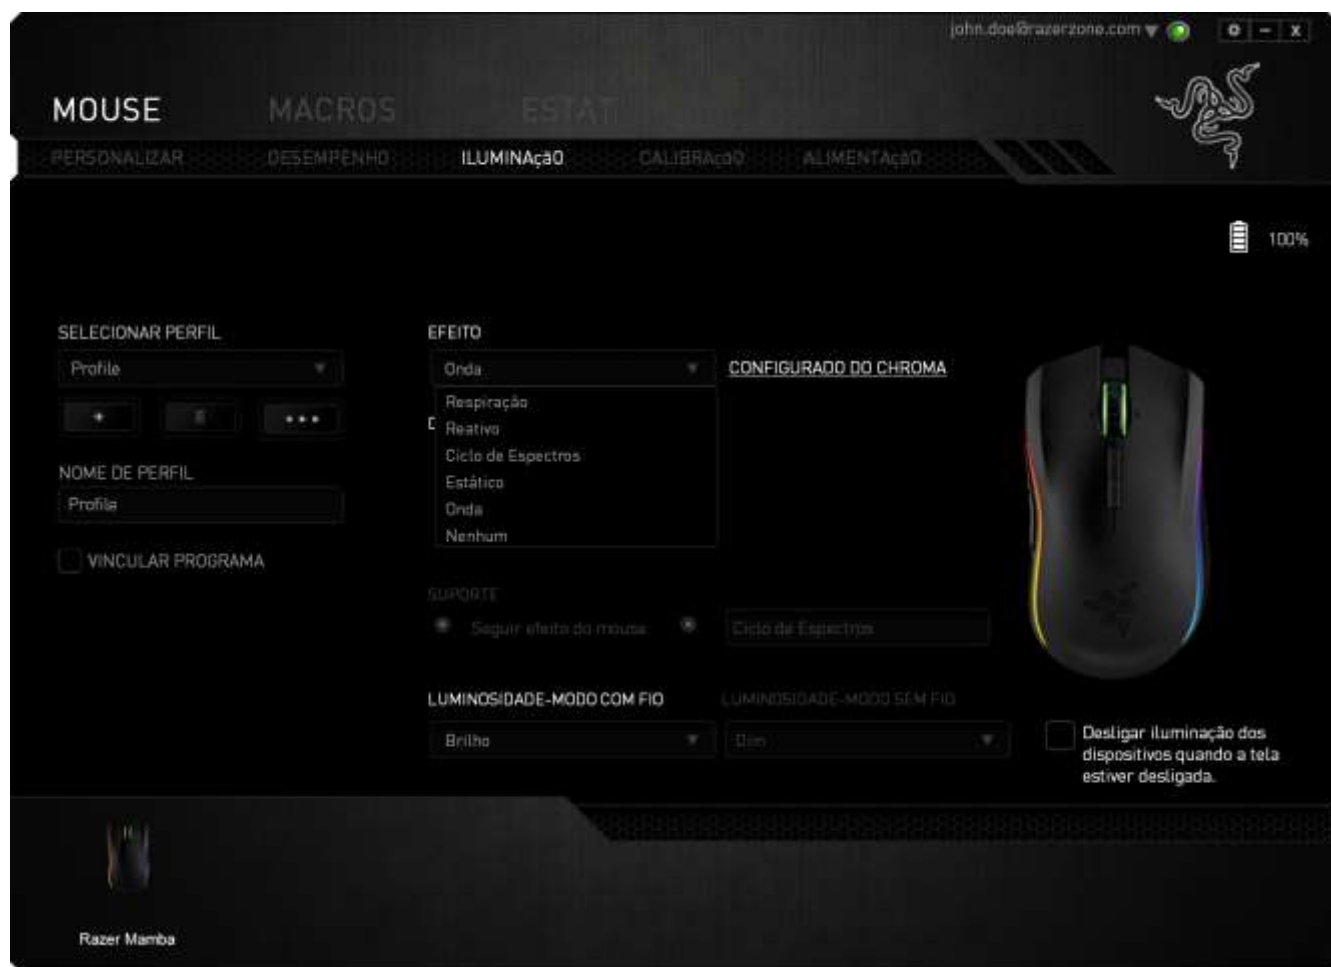 john.doe@razerzone.com
X
MOUSE
MACROS
ESTAT
PERSONALIZAR
DESEMPENHO
ILUMINAçãO
CALIBRAçãO
ALIMENTAçãO
100%
SELECIONAR PERFIL
Profile
NOME DE PERFIL
Profile
VINCULAR PROGRAMA
EFEITO
Onda
CONFIGURADO DO CHROMA
Respiração
D
Reativo
Ciclo de Espectros
Estático
Onda
Nenhum
SUPORTE
Seguir efeito do mouse
Ciclo de Espectros
LUMINOSIDADE-MODO COM FIO
Brilho
LUMINOSIDADE-MODO SEM FIO
Dim
Desligar iluminação dos
dispositivos quando a tela
estiver desligada.
Razer Mamba